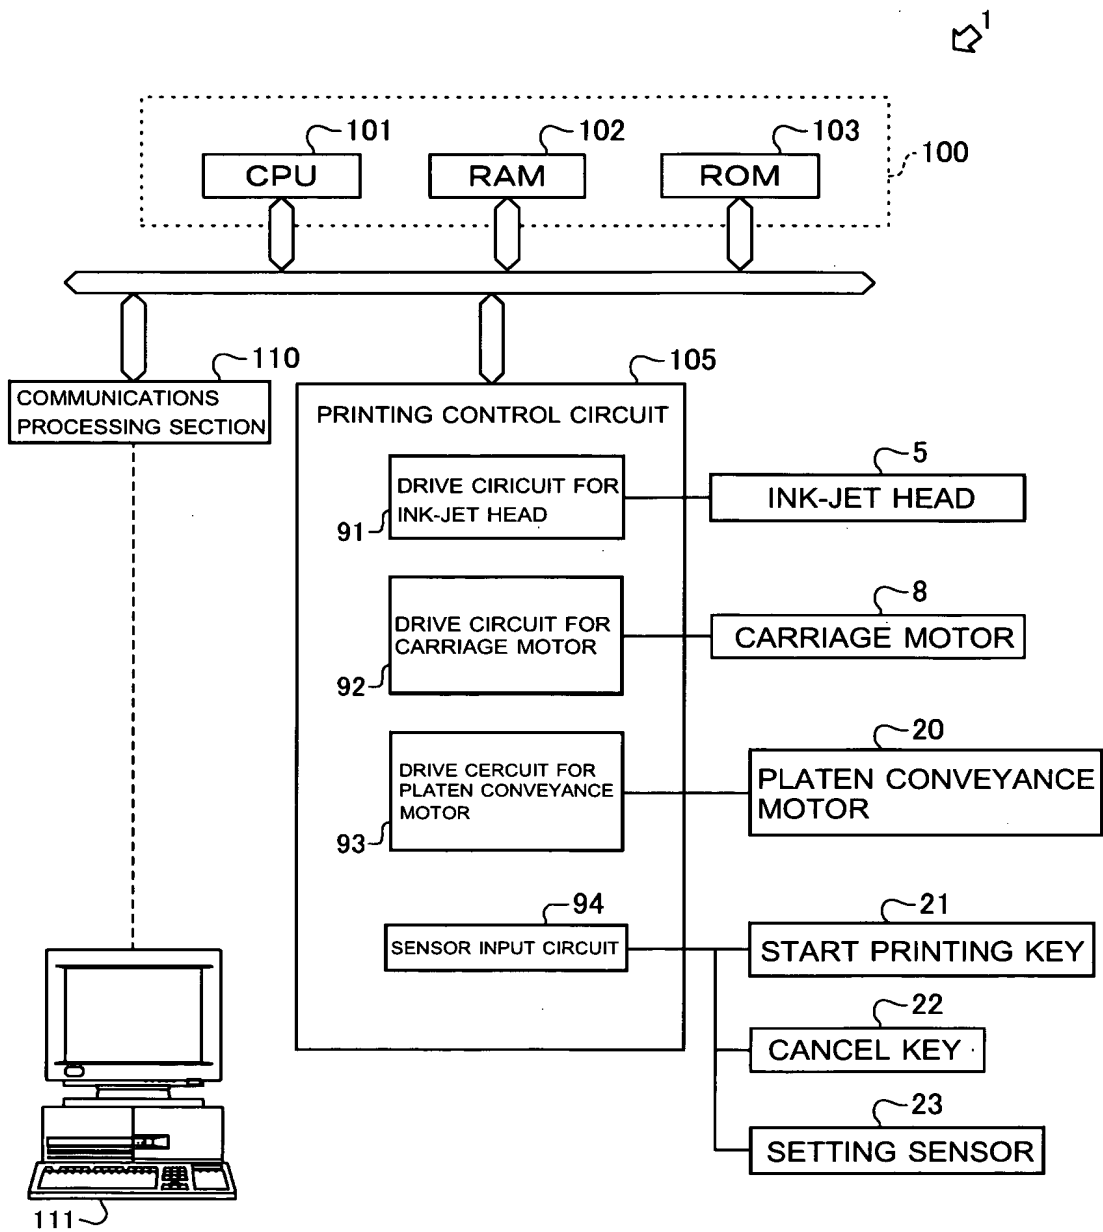 1
101
102
103
100
CPU
RAM
ROM
110
105
COMMUNICATIONS
PROCESSING SECTION
PRINTING CONTROL CIRCUIT
5
DRIVE CIRICUIT FOR
INK-JET HEAD
91
INK-JET HEAD
8
DRIVE CIRCUIT FOR
CARRIAGE MOTOR
92
CARRIAGE MOTOR
20
DRIVE CERCUIT FOR
PLATEN CONVEYANCE
MOTOR
93
PLATEN CONVEYANCE
MOTOR
94
21
SENSOR INPUT CIRCUIT
START PRINTING KEY
22
CANCEL KEY
23
SETTING SENSOR
111